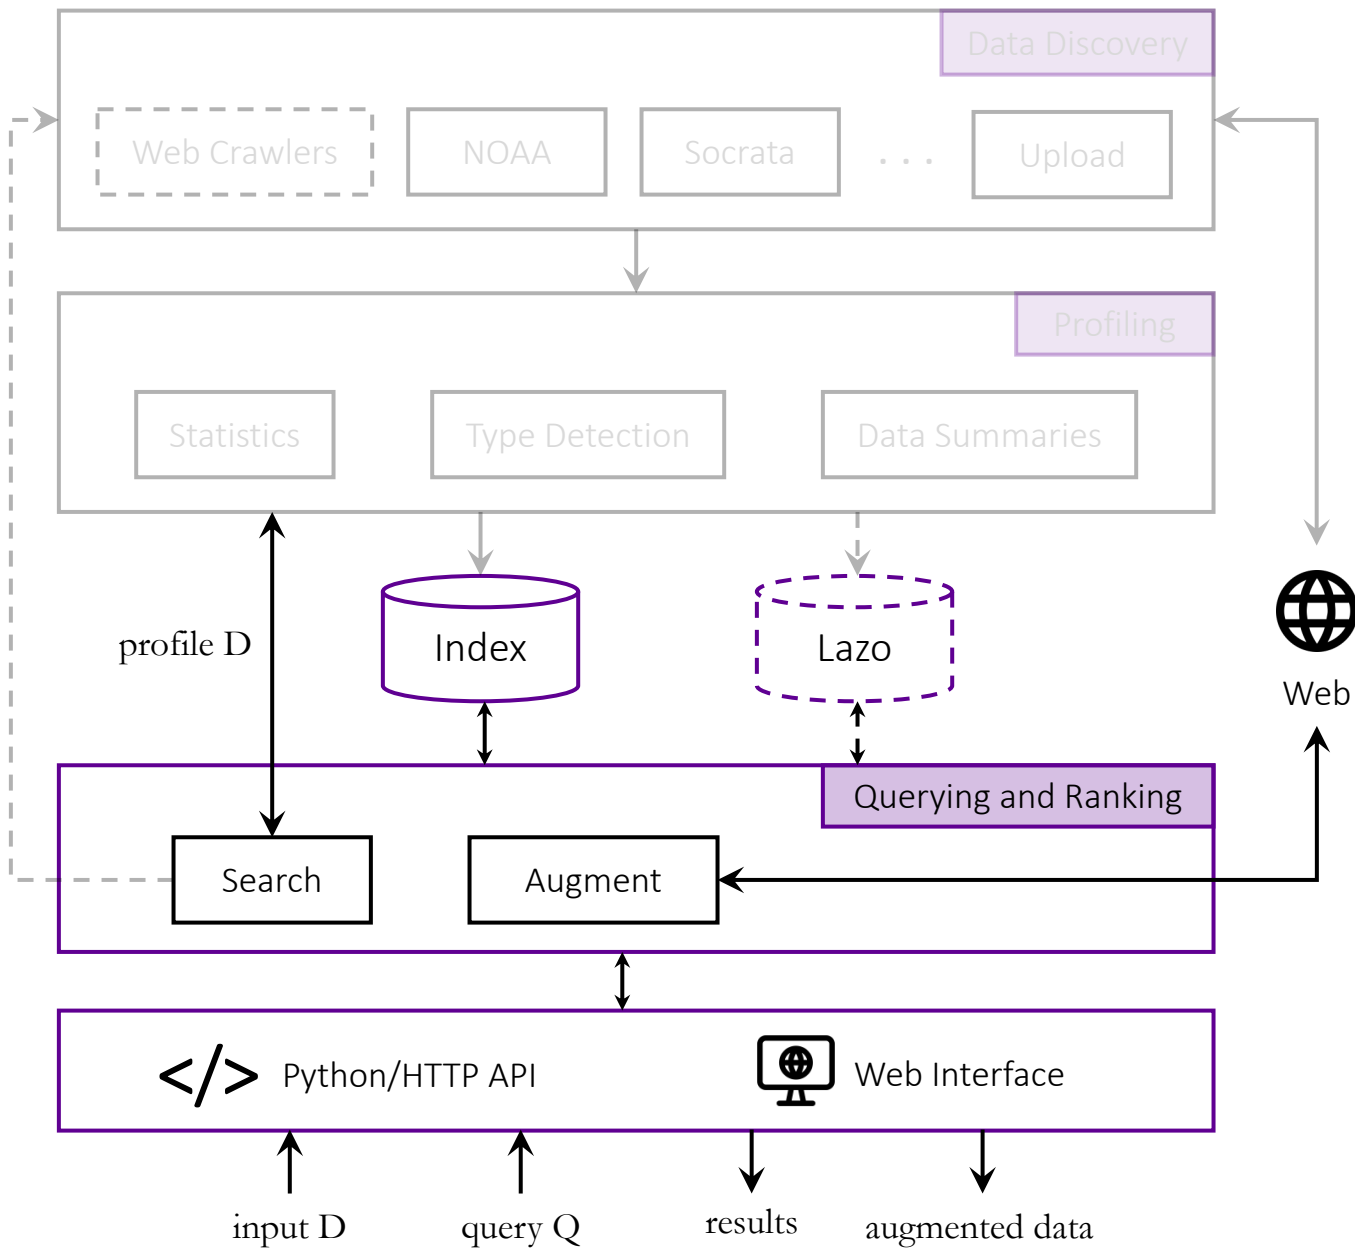 Data Discovery
Web Crawlers
NOAA
Socrata
. . .
Upload
Profiling
Statistics
Type Detection
Data Summaries
profile D
Index
Lazo
Web
Querying and Ranking
Search
Augment
</> Python/HTTP API
Web Interface
input D
query Q
results
augmented data